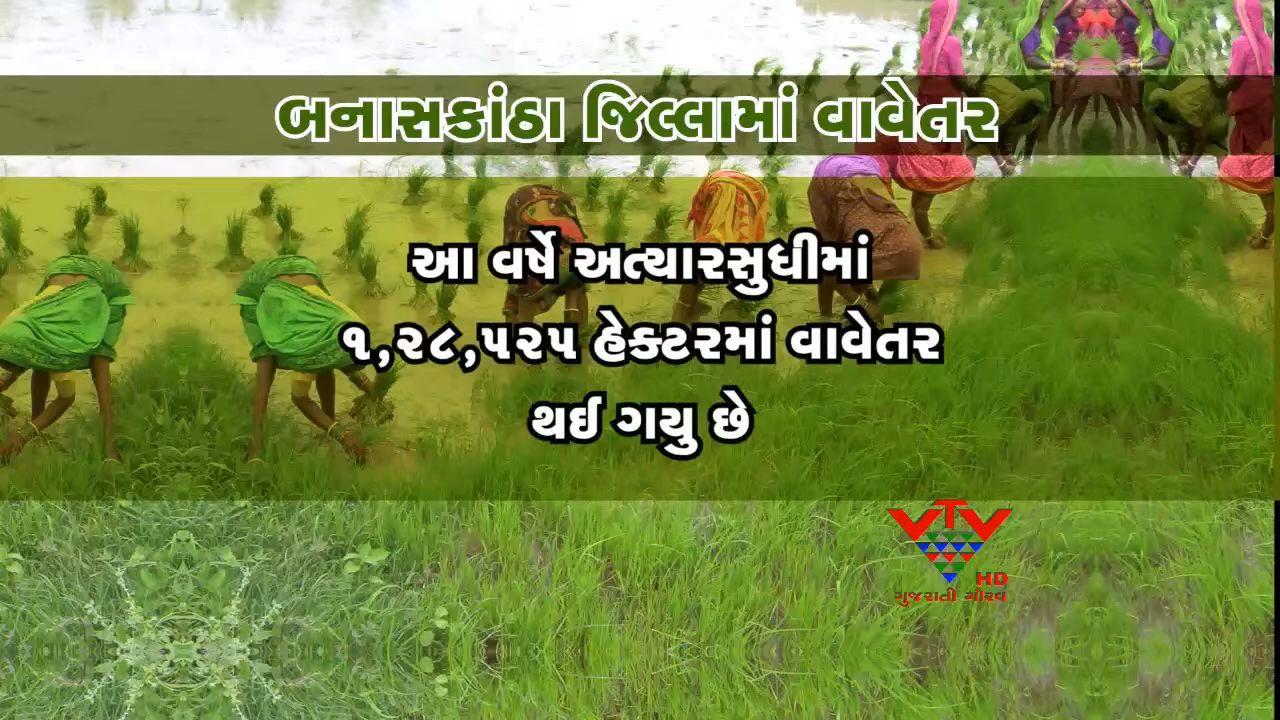 બનાસકાંઠા જિલ્લામાં વાવેતર
આ વર્ષે અત્યારસુધીમાં
૧,૨૮,૫૨૫ હેક્ટરમાં વાવેતર
થઈ ગયુ છે
VTV
HD
ગુજરાતી ગૌરવ